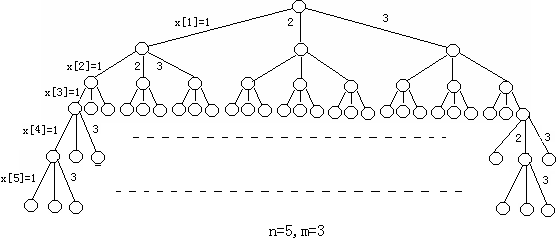 x[1]=1 2 3
x[2]=1 2 3
x[3]=1
x[4]=1 3 2 3
x[5]=1 3 3
n=5,m=3